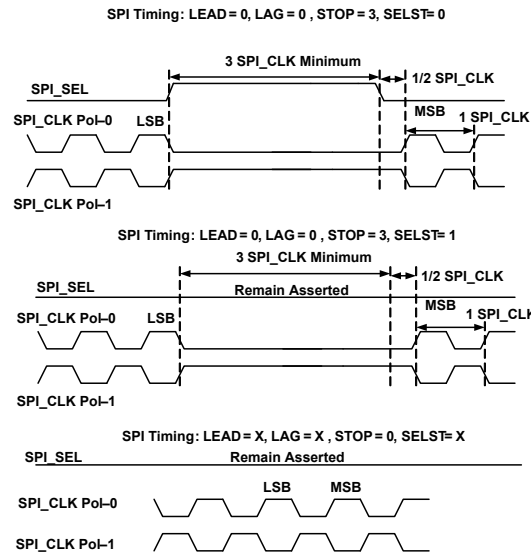 SPI Timing: LEAD = 0, LAG = 0 , STOP = 3, SELST= 0
3 SPI_CLK Minimum
1/2 SPI_CLK
SPI_SEL
SPI_CLK Pol–0
LSB
MSB
1 SPI_CLK
SPI_CLK Pol–1
SPI Timing: LEAD = 0, LAG = 0 , STOP = 3, SELST= 1
3 SPI_CLK Minimum
1/2 SPI_CLK
SPI_SEL
Remain Asserted
SPI_CLK Pol–0
LSB
MSB
1 SPI_CLK
SPI_CLK Pol–1
SPI Timing: LEAD = X, LAG = X , STOP = 0, SELST= X
SPI_SEL
Remain Asserted
LSB
MSB
SPI_CLK Pol–0
SPI_CLK Pol–1